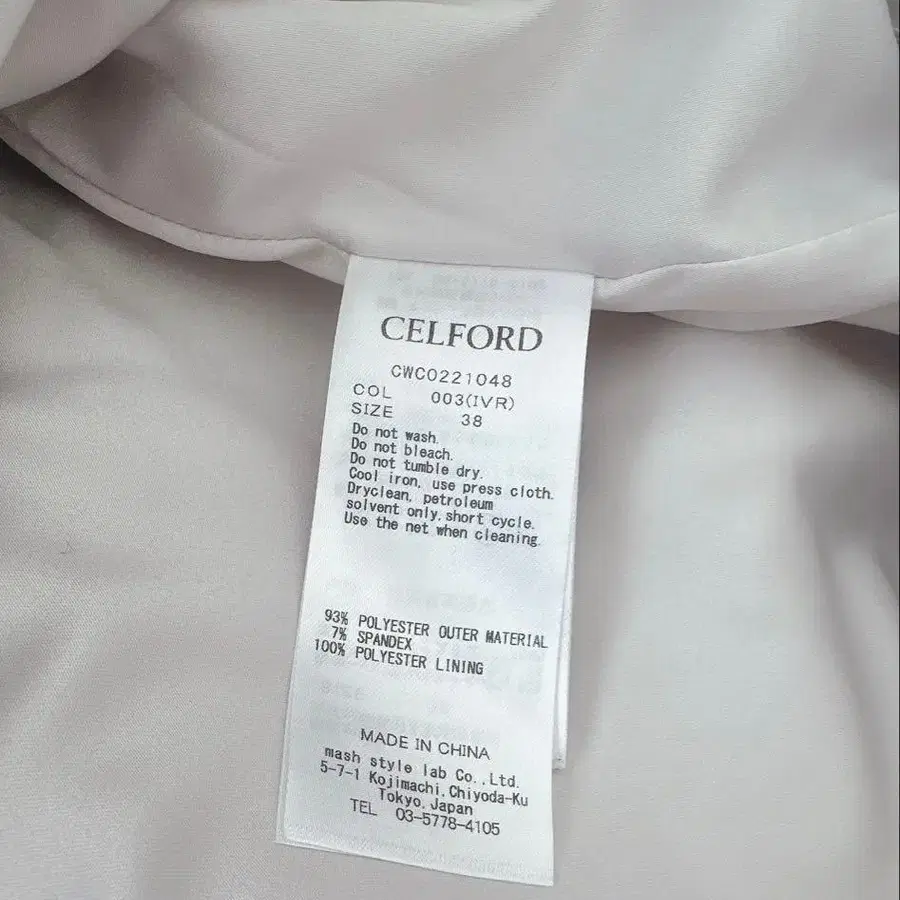 CELFORD
CWC0221048
COL 003(IVR)
SIZE 38
Do not wash.
Do not bleach.
Do not tumble dry.
Cool iron, use press cloth.
Dryclean, petroleum
solvent only, short cycle.
Use the net when cleaning.
93% POLYESTER OUTER MATERIAL
7% SPANDEX
100% POLYESTER LINING
MADE IN CHINA
mash style lab Co.,Ltd.
5-7-1 Kojimachi,Chiyoda-Ku
Tokyo,Japan
TEL 03-5778-4105